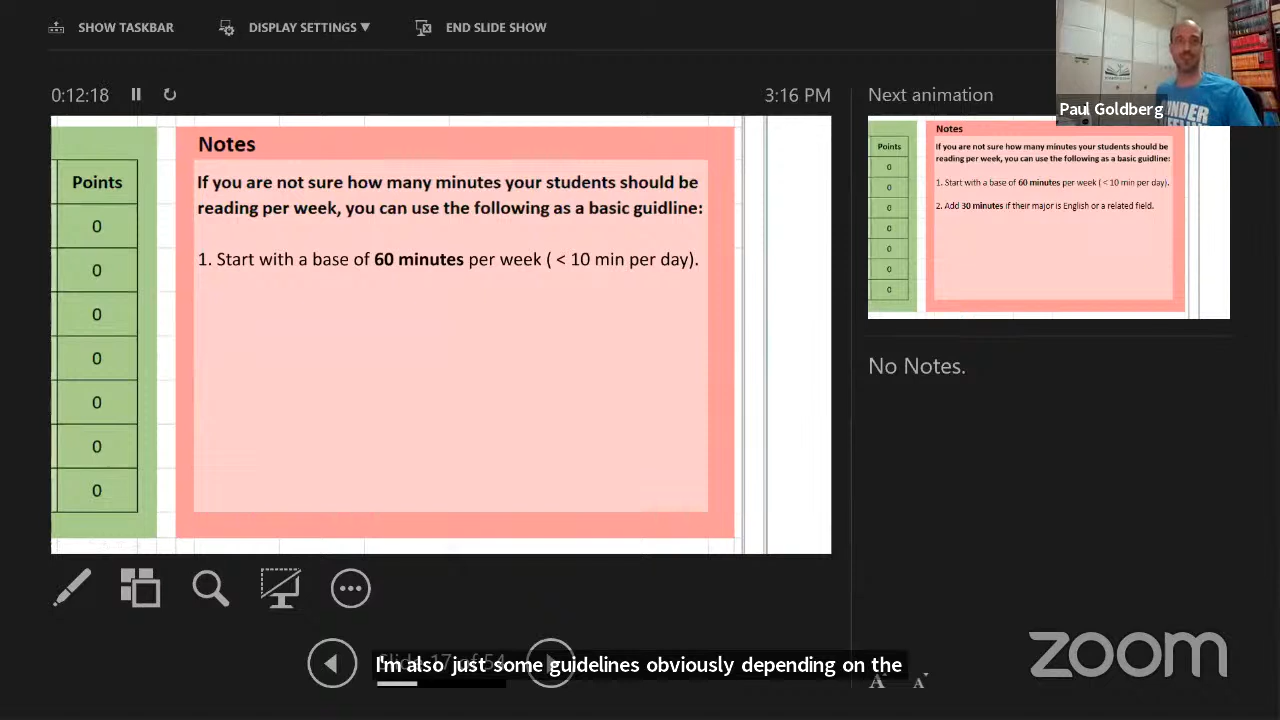 SHOW TASKBAR
DISPLAY SETTINGS ▼
END SLIDE SHOW
0:12:18
3:16 PM
Points
0
0
0
0
0
0
0
Notes
If you are not sure how many minutes your students should be
reading per week, you can use the following as a basic guidline:
1. Start with a base of 60 minutes per week ( < 10 min per day).
Next animation
Paul Goldberg
Points
0
0
0
0
0
0
0
Notes
If you are not sure how many minutes your students should be
reading per week, you can use the following as a basic guidline:
1. Start with a base of 60 minutes per week ( < 10 min per day).
2. Add 30 minutes if their major is English or a related field.
No Notes.
I'm also just some guidelines obviously depending on the
A A
zoom